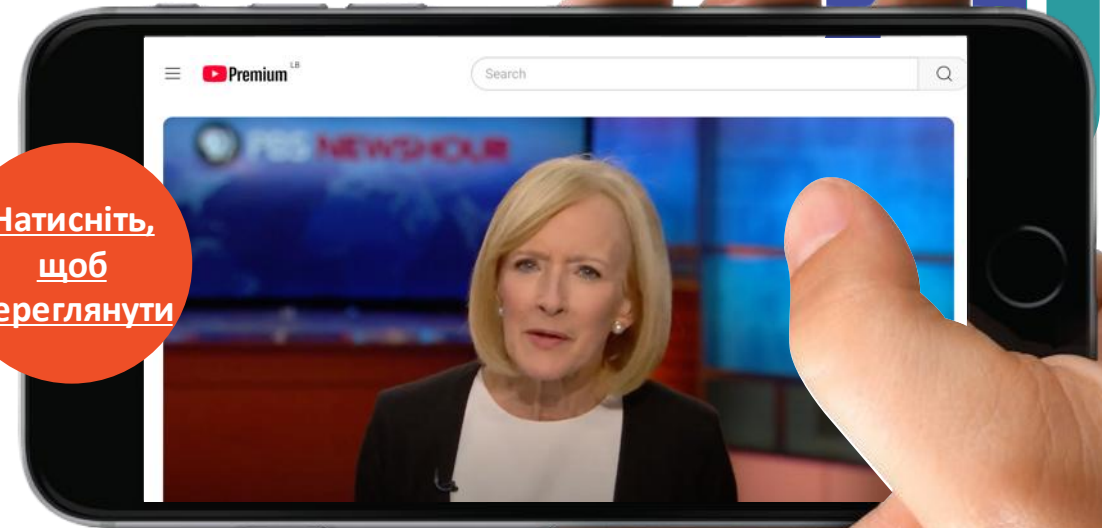 Premium LB
Search
PBS NEWSHOUR
Натисніть,
щоб
переглянути